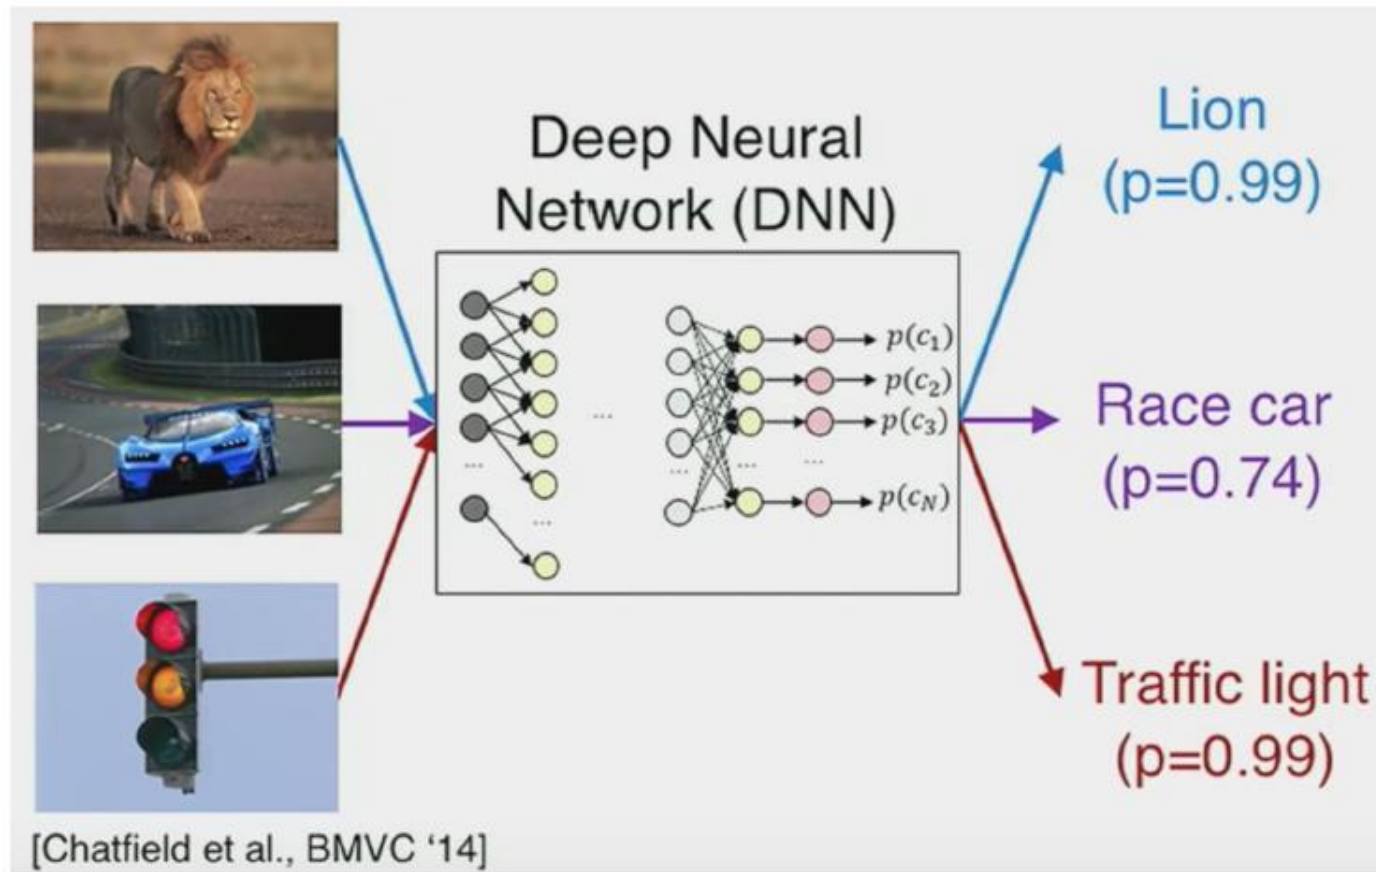 Deep Neural
Network (DNN)
Lion
(p=0.99)
Race car
(p=0.74)
Traffic light
(p=0.99)
...
...
...
...
...
...
p(c₁)
p(c₂)
p(c₃)
p(c_N)
[Chatfield et al., BMVC ‘14]